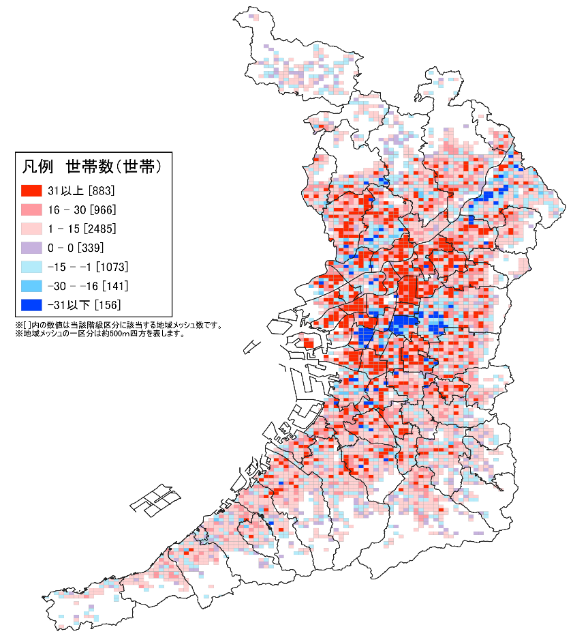 凡例　世帯数(世帯)
31以上 [883]
16 - 30 [966]
1 - 15 [2485]
0 - 0 [339]
-15 - -1 [1073]
-30 - -16 [141]
-31以下 [156]
※[ ]内の数値は当該階級区分に該当する地域メッシュ数です。
※地域メッシュの一区分は約500m四方を表します。